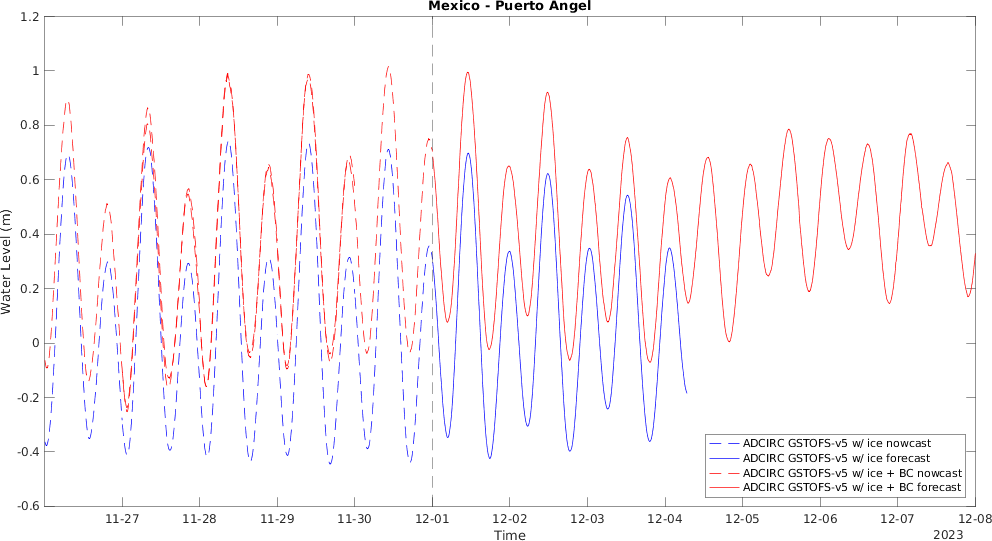 Mexico - Puerto Angel
1.2
1
0.8
0.6
0.4
0.2
0
-0.2
-0.4
-0.6
Water Level (m)
11-27 11-28 11-29 11-30 12-01 12-02 12-03 12-04 12-05 12-06 12-07 12-08
2023
Time
ADCIRC GSTOFS-v5 w/ ice nowcast
ADCIRC GSTOFS-v5 w/ ice forecast
ADCIRC GSTOFS-v5 w/ ice + BC nowcast
ADCIRC GSTOFS-v5 w/ ice + BC forecast